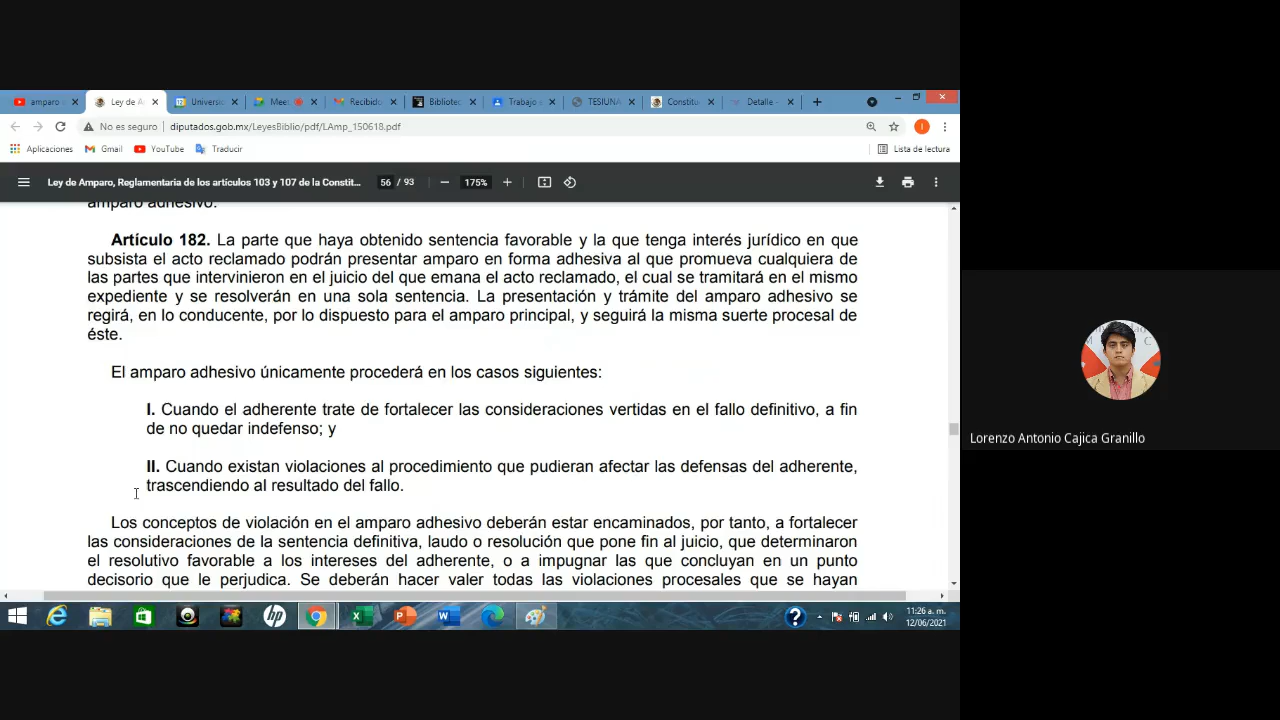 amparo
Ley de A
Universi
Meet
Recibido
Bibliotec
Trabajo
TESIUNA
Constitu
Detalle -
No es seguro | diputados.gob.mx/LeyesBiblio/pdf/LAmp_150618.pdf
Aplicaciones
Gmail
YouTube
Traducir
Lista de lectura
Ley de Amparo, Reglamentaria de los artículos 103 y 107 de la Constit...
56 / 93
175%
amparo adhesivo.
Artículo 182. La parte que haya obtenido sentencia favorable y la que tenga interés jurídico en que
subsista el acto reclamado podrán presentar amparo en forma adhesiva al que promueva cualquiera de
las partes que intervinieron en el juicio del que emana el acto reclamado, el cual se tramitará en el mismo
expediente y se resolverán en una sola sentencia. La presentación y trámite del amparo adhesivo se
regirá, en lo conducente, por lo dispuesto para el amparo principal, y seguirá la misma suerte procesal de
éste.
El amparo adhesivo únicamente procederá en los casos siguientes:
I. Cuando el adherente trate de fortalecer las consideraciones vertidas en el fallo definitivo, a fin
de no quedar indefenso; y
II. Cuando existan violaciones al procedimiento que pudieran afectar las defensas del adherente,
trascendiendo al resultado del fallo.
Los conceptos de violación en el amparo adhesivo deberán estar encaminados, por tanto, a fortalecer
las consideraciones de la sentencia definitiva, laudo o resolución que pone fin al juicio, que determinaron
el resolutivo favorable a los intereses del adherente, o a impugnar las que concluyan en un punto
decisorio que le perjudica. Se deberán hacer valer todas las violaciones procesales que se hayan
11:26 a. m.
12/06/2021
Lorenzo Antonio Cajica Granillo